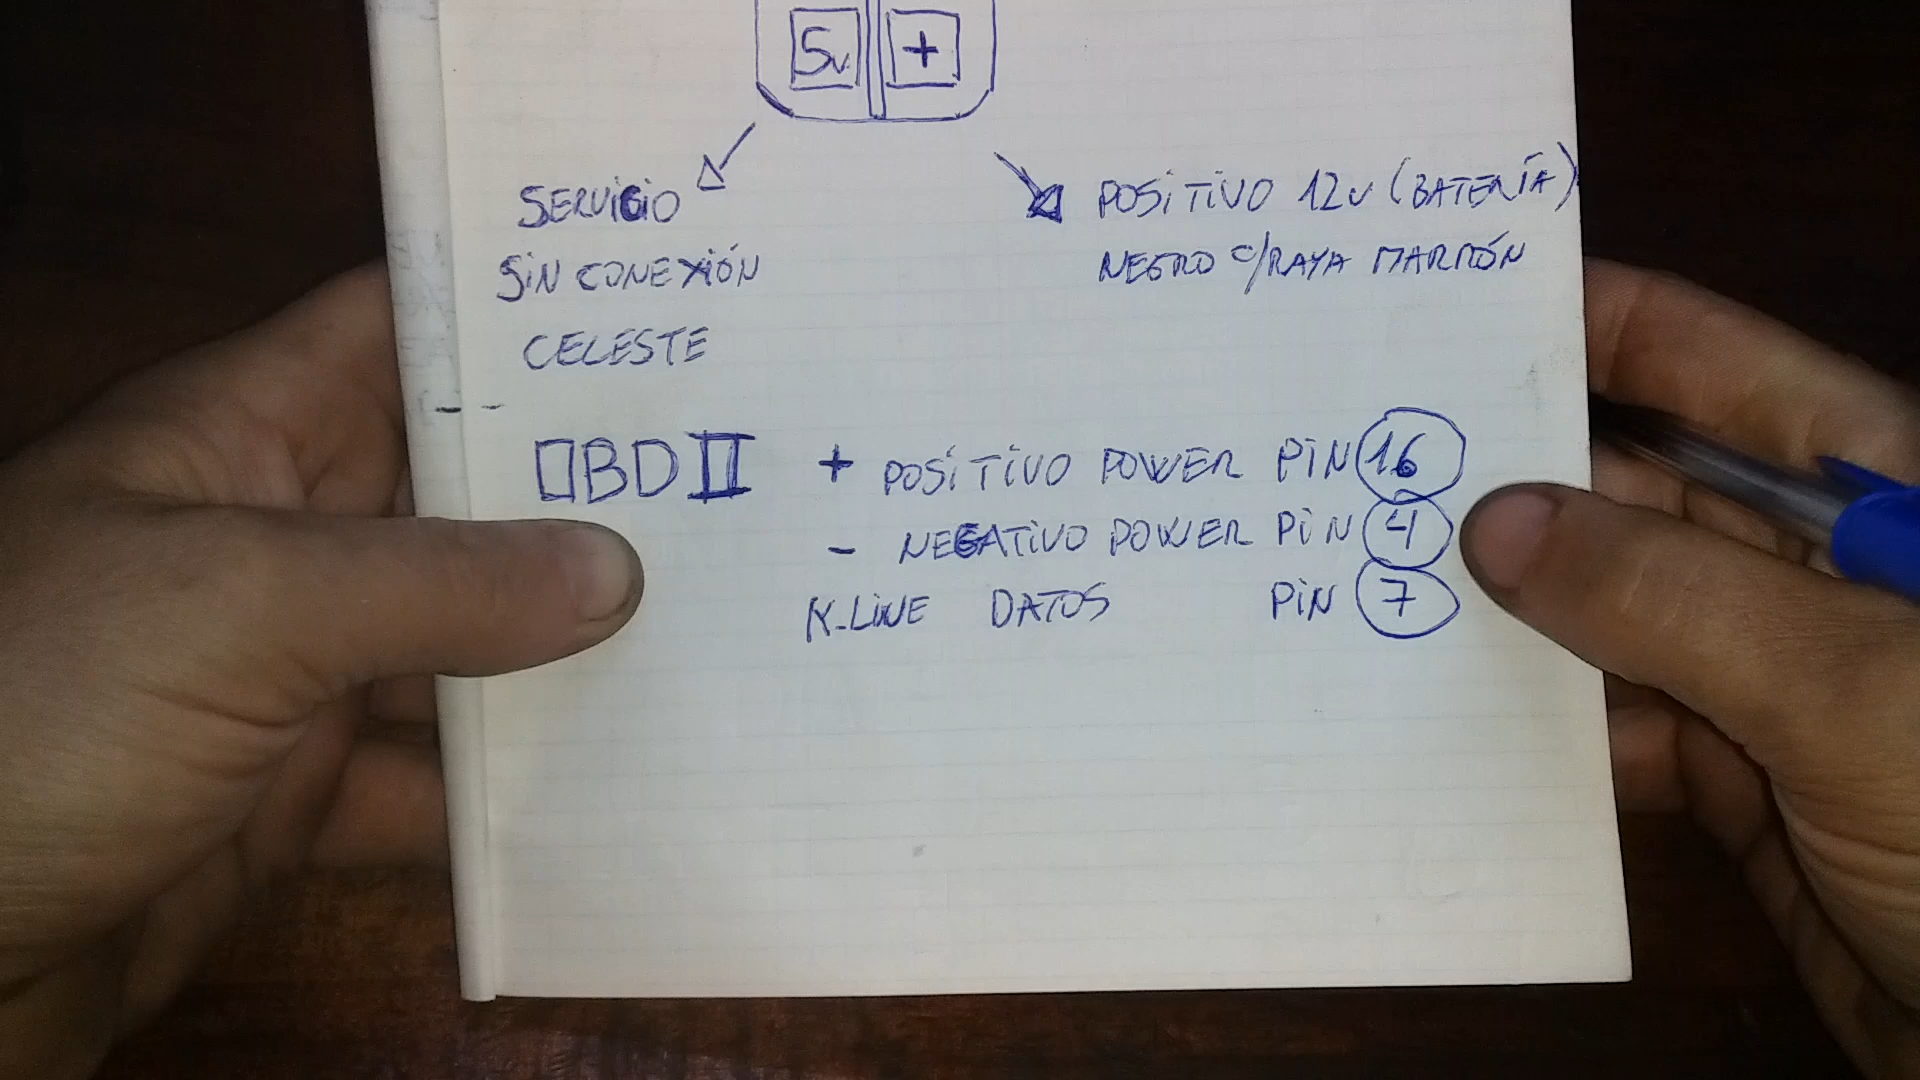 Sv. +
SERVICIO
SIN CONEXIÓN
CELESTE
POSITIVO 12V (BATERÍA)
NEGRO C/RAYA MARRÓN
OBD II
+ POSITIVO POWER PIN 16
- NEGATIVO POWER PIN 4
K-LINE DATOS PIN 7